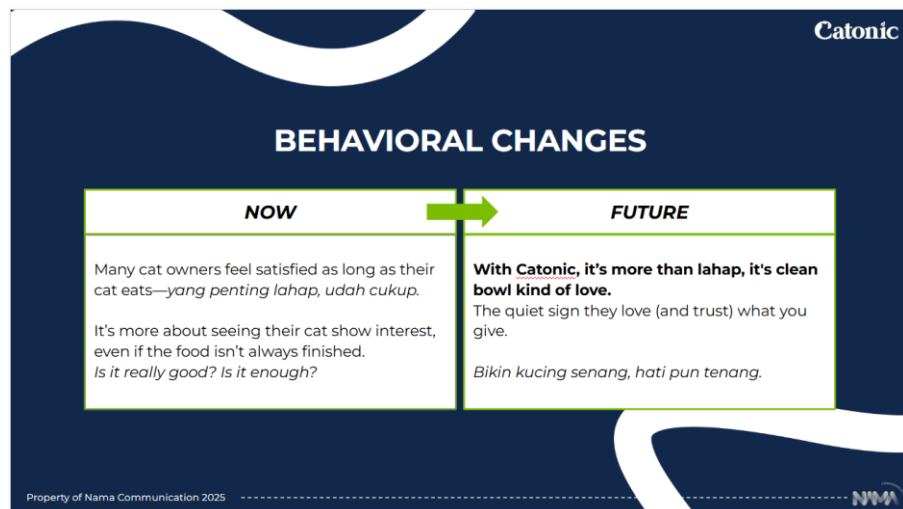 Catonic
BEHAVIORAL CHANGES
NOW
FUTURE
Many cat owners feel satisfied as long as their
cat eats—yang penting lahap, udah cukup.
It's more about seeing their cat show interest,
even if the food isn't always finished.
Is it really good? Is it enough?
With Catonic, it's more than lahap, it's clean
bowl kind of love.
The quiet sign they love (and trust) what you
give.
Bikin kucing senang, hati pun tenang.
Property of Nama Communication 2025
NAMA